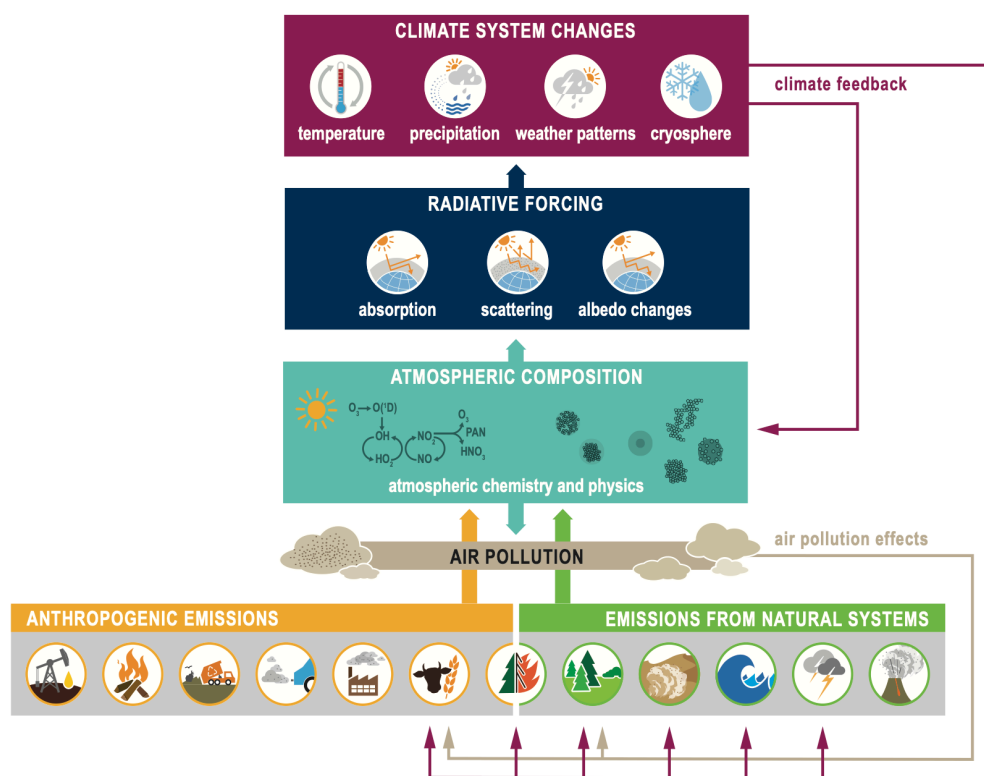 CLIMATE SYSTEM CHANGES
climate feedback
temperature
precipitation
weather patterns
cryosphere
RADIATIVE FORCING
absorption
scattering
albedo changes
ATMOSPHERIC COMPOSITION
O₃ → O(¹D)
O₃
OH
NO₂
PAN
HO₂
NO
HNO₃
atmospheric chemistry and physics
air pollution effects
AIR POLLUTION
ANTHROPOGENIC EMISSIONS
EMISSIONS FROM NATURAL SYSTEMS